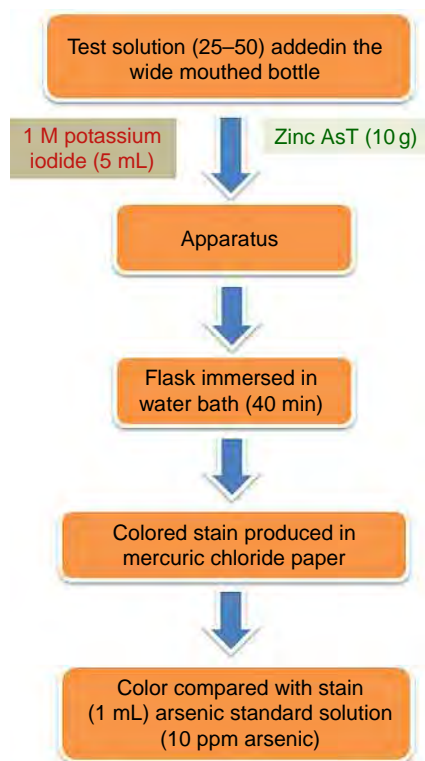 Test solution (25–50) addedin the
wide mouthed bottle
1 M potassium
iodide (5 mL)
Zinc AsT (10 g)
Apparatus
Flask immersed in
water bath (40 min)
Colored stain produced in
mercuric chloride paper
Color compared with stain
(1 mL) arsenic standard solution
(10 ppm arsenic)